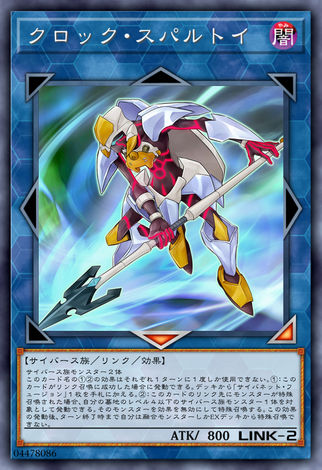 クロック・スパルトイ
闇
やみ
【サイバース族/リンク/効果】
サイバース族モンスター2体
このカード名の①②の効果はそれぞれ1ターンに1度しか使用できない。①:こ
のカードがリンク召喚に成功した場合に発動できる。デッキから「サイバネット・フ
ュージョン」1枚を手札に加える。②:このカードのリンク先にモンスターが特殊
召喚された場合、自分の墓地のレベル4以下のサイバース族モンスター1体を対
象として発動できる。そのモンスターを効果を無効にして特殊召喚する。この効果
の発動後、ターン終了時まで自分は融合モンスターしかEXデッキから特殊召喚で
きない。
ATK/ 800 LINK-2
04478086